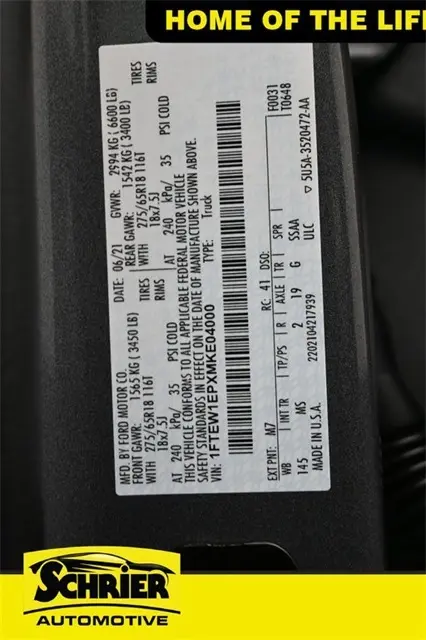 HOME OF THE LIF
MFD. BY FORD MOTOR CO.
DATE: 06/21 GVWR: 2994 KG ( 6600 LB)
FRONT GAWR: 1565 KG ( 3450 LB) REAR GAWR: 1542 KG ( 3400 LB)
WITH 275/65R18 116T TIRES WITH 275/65R18 116T TIRES
18x7.5J RIMS 18x7.5J RIMS
AT 240 kPa/ 35 PSI COLD AT 240 kPa/ 35 PSI COLD
THIS VEHICLE CONFORMS TO ALL APPLICABLE FEDERAL MOTOR VEHICLE
SAFETY STANDARDS IN EFFECT ON THE DATE OF MANUFACTURE SHOWN ABOVE.
VIN: 1FTEW1EPXMKE04000 TYPE: Truck
F0031
T0648
EXT PNT: M7 RC: 41 DSO:
WB INT TR TP/PS R AXLE TR SPR
145 MS 2 19 G SSAA
ULC
2202104217939
MADE IN U.S.A.
5U5A-3520472-AA
SCHRIER
AUTOMOTIVE